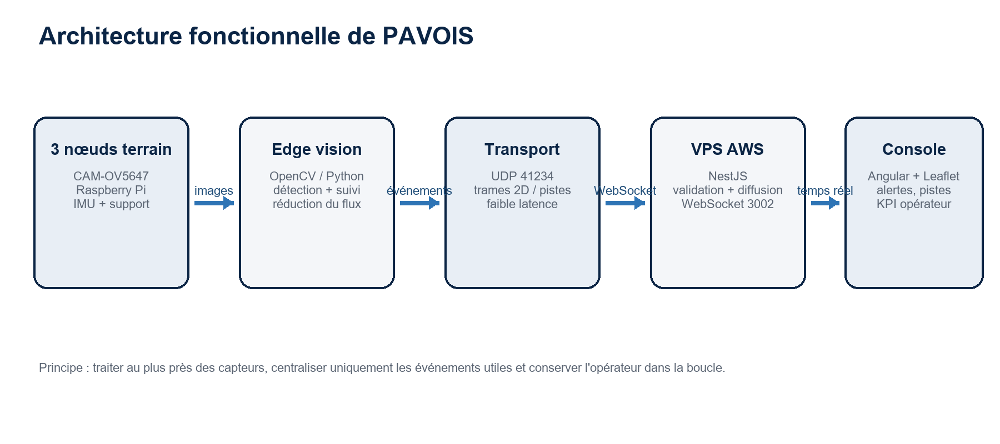 Architecture fonctionnelle de PAVOIS
3 nœuds terrain
CAM-OV5647
Raspberry Pi
IMU + support
images
Edge vision
OpenCV / Python
détection + suivi
réduction du flux
événements
Transport
UDP 41234
trames 2D / pistes
faible latence
WebSocket
VPS AWS
NestJS
validation + diffusion
WebSocket 3002
temps réel
Console
Angular + Leaflet
alertes, pistes
KPI opérateur
Principe : traiter au plus près des capteurs, centraliser uniquement les événements utiles et conserver l'opérateur dans la boucle.